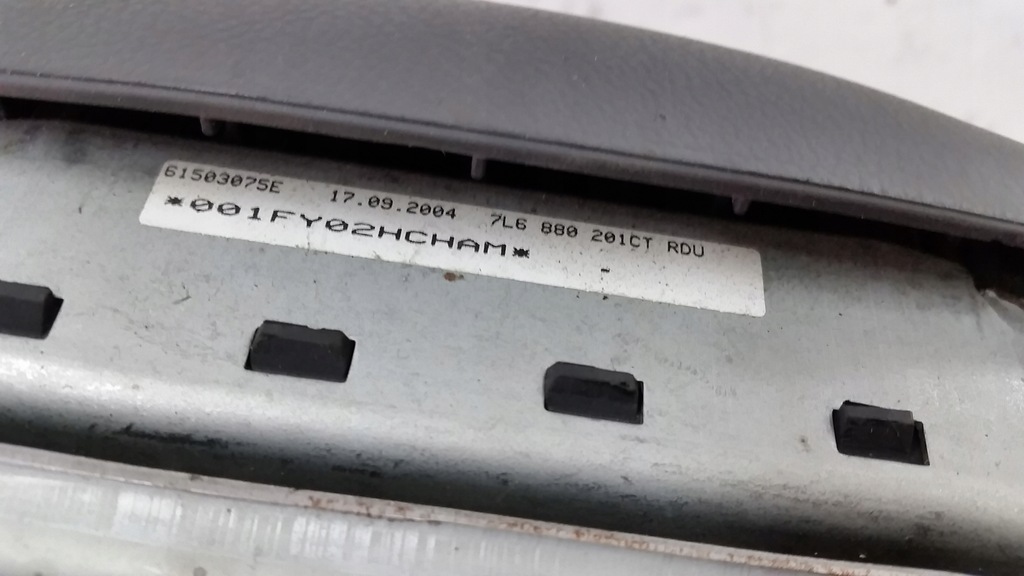 61503075E 17.09.2004 7L6 880 201CT RDU
*001FY02HCHAM*